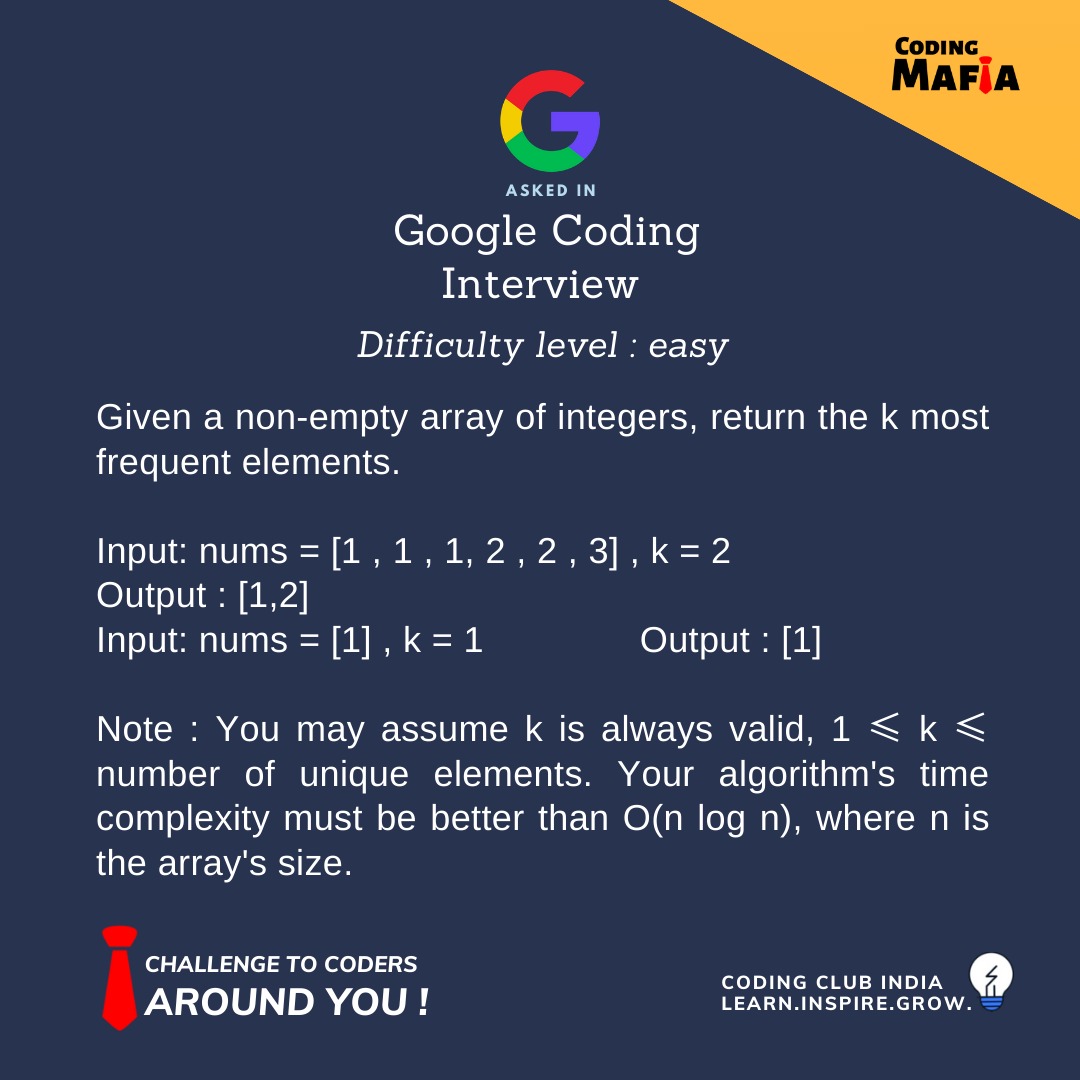 CODING
MAFIA
ASKED IN
Google Coding
Interview
Difficulty level : easy
Given a non-empty array of integers, return the k most
frequent elements.
Input: nums = [1 , 1 , 1, 2 , 2 , 3] , k = 2
Output : [1,2]
Input: nums = [1] , k = 1 Output : [1]
Note : You may assume k is always valid, 1 ⩽ k ⩽
number of unique elements. Your algorithm's time
complexity must be better than O(n log n), where n is
the array's size.
CHALLENGE TO CODERS
AROUND YOU !
CODING CLUB INDIA
LEARN.INSPIRE.GROW.